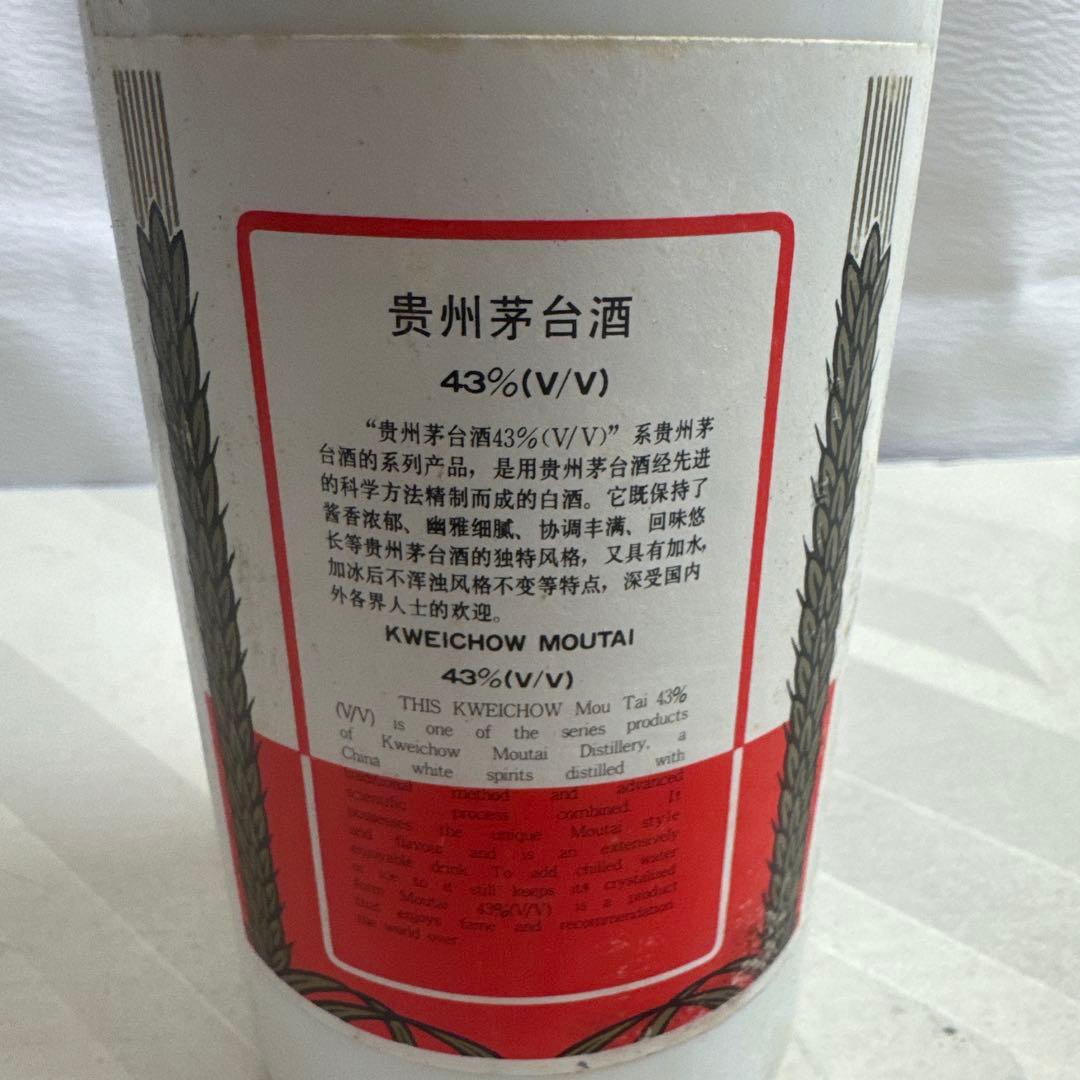 贵州茅台酒
43%(V/V)
“贵州茅台酒43%(V/V)”系贵州茅
台酒的系列产品，是用贵州茅台酒经先进
的科学方法精制而成的白酒。它既保持了
酱香浓郁、幽雅细腻、协调丰满、回味悠
长等贵州茅台酒的独特风格，又具有加水，
加冰后不浑浊风格不变等特点，深受国内
外各界人士的欢迎。
KWEICHOW MOUTAI
43%(V/V)
THIS KWEICHOW Mou Tai 43%
(V/V) is one of the series products
of Kweichow Moutai Distillery, a
China white spirits distilled with
traditional method and advanced
scientific process combined. It
possesses the unique Moutai style
and flavour and is an extensively
enjoyable drink. To add chilled water
or ice to it still keeps its crystalized
form Moutai 43%(V/V) is a product
that enjoys fame and recommendation
the world over